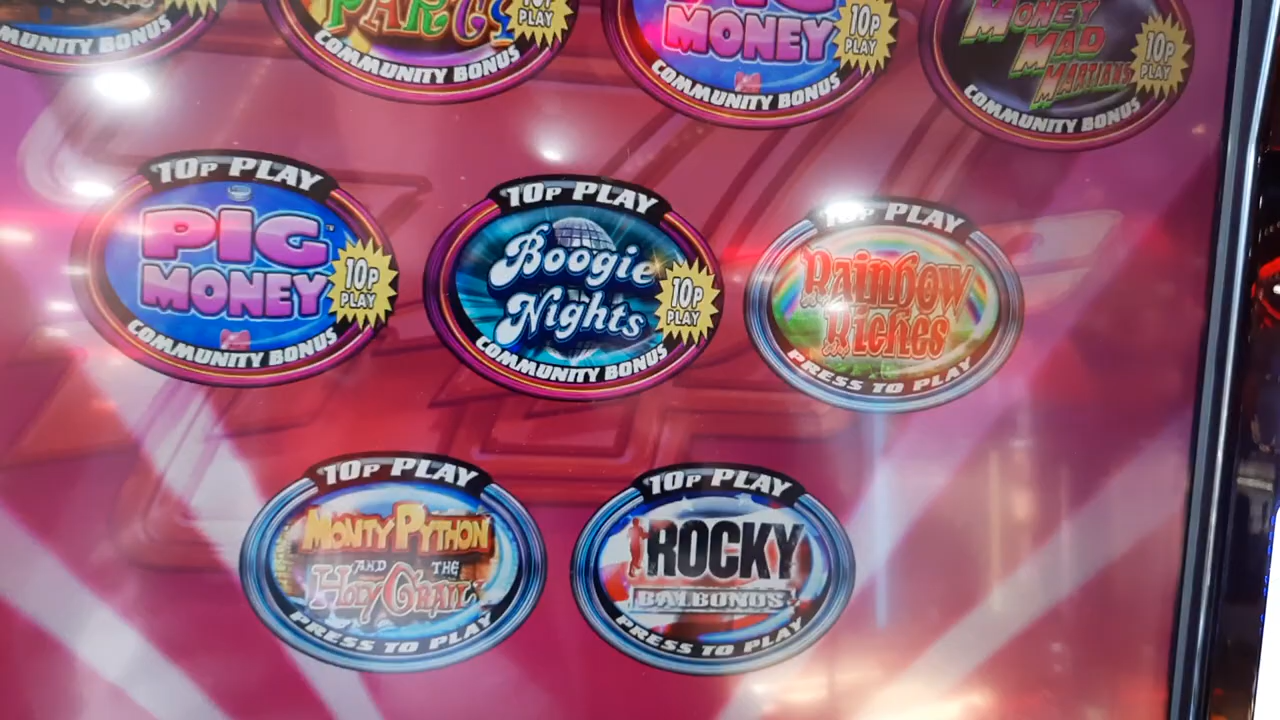 MUNITY BONUS
PARTY
10P
PLAY
COMMUNITY BONUS
PIG
MONEY
10P
PLAY
COMMUNITY BONUS
MONEY
MAD
MARTIANS
10P
PLAY
COMMUNITY BONUS
10P PLAY
PIG
MONEY
10P
PLAY
COMMUNITY BONUS
10P PLAY
Boogie
Nights
10P
PLAY
COMMUNITY BONUS
10P PLAY
Rainbow
Riches
PRESS TO PLAY
10P PLAY
MONTY PYTHON
AND THE
HOLY GRAIL
PRESS TO PLAY
10P PLAY
ROCKY
BALBONUS
PRESS TO PLAY